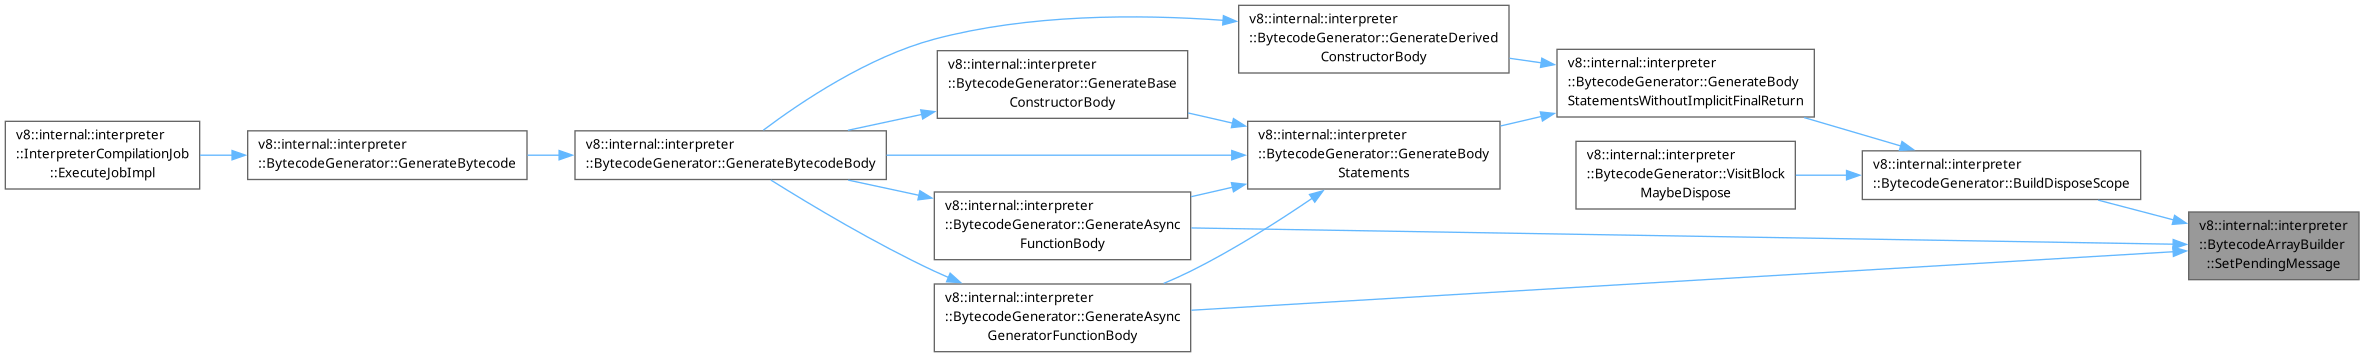 v8::internal::interpreter
::InterpreterCompilationJob
::ExecuteJobImpl
v8::internal::interpreter
::BytecodeGenerator::GenerateBytecode
v8::internal::interpreter
::BytecodeGenerator::GenerateBytecodeBody
v8::internal::interpreter
::BytecodeGenerator::GenerateBase
ConstructorBody
v8::internal::interpreter
::BytecodeGenerator::GenerateAsync
FunctionBody
v8::internal::interpreter
::BytecodeGenerator::GenerateAsync
GeneratorFunctionBody
v8::internal::interpreter
::BytecodeGenerator::GenerateDerived
ConstructorBody
v8::internal::interpreter
::BytecodeGenerator::GenerateBody
Statements
v8::internal::interpreter
::BytecodeGenerator::GenerateBody
StatementsWithoutImplicitFinalReturn
v8::internal::interpreter
::BytecodeGenerator::VisitBlock
MaybeDispose
v8::internal::interpreter
::BytecodeGenerator::BuildDisposeScope
v8::internal::interpreter
::BytecodeArrayBuilder
::SetPendingMessage